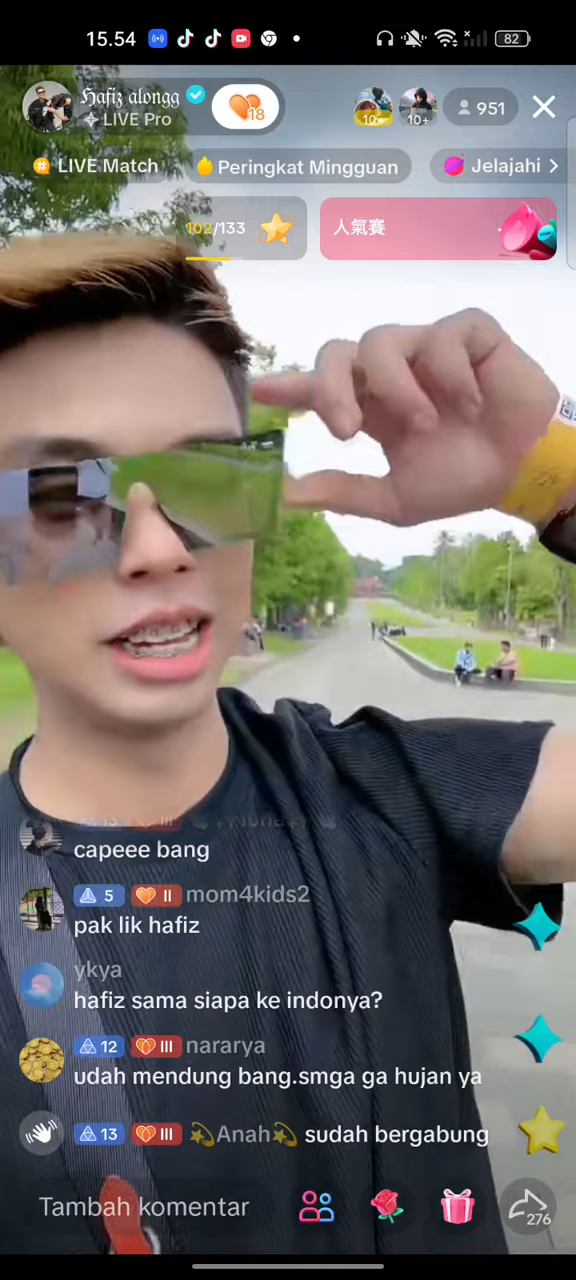 15.54
82
ℌafiz alongg
LIVE Pro
18
10+
10+
951
LIVE Match
Peringkat Mingguan
Jelajahi
102/133
人氣賽
capeee bang
5 II mom4kids2
pak lik hafiz
ykya
hafiz sama siapa ke indonya?
12 III nararya
udah mendung bang.smga ga hujan ya
13 III 💫Anah💫 sudah bergabung
Tambah komentar
276